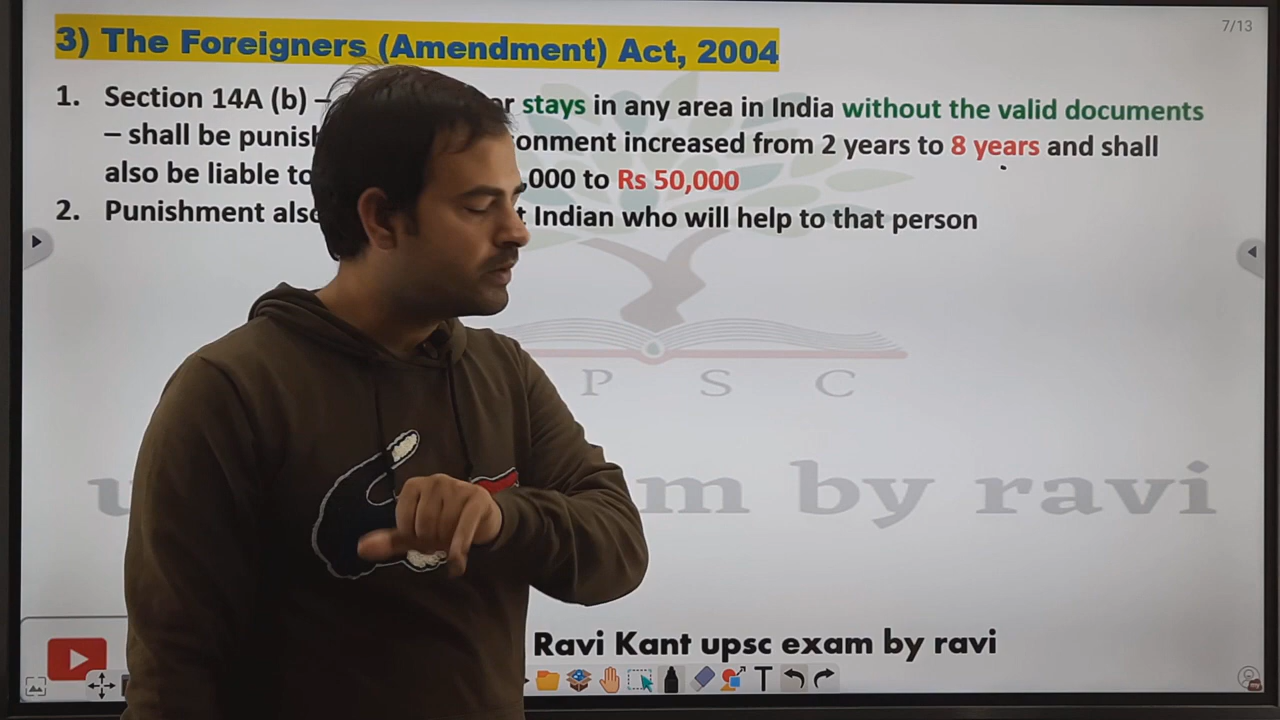 7/13
3) The Foreigners (Amendment) Act, 2004
1. Section 14A (b) – or stays in any area in India without the valid documents
– shall be punish onment increased from 2 years to 8 years and shall
also be liable to ,000 to Rs 50,000
2. Punishment also t Indian who will help to that person
P S C
u m by ravi
Ravi Kant upsc exam by ravi
T